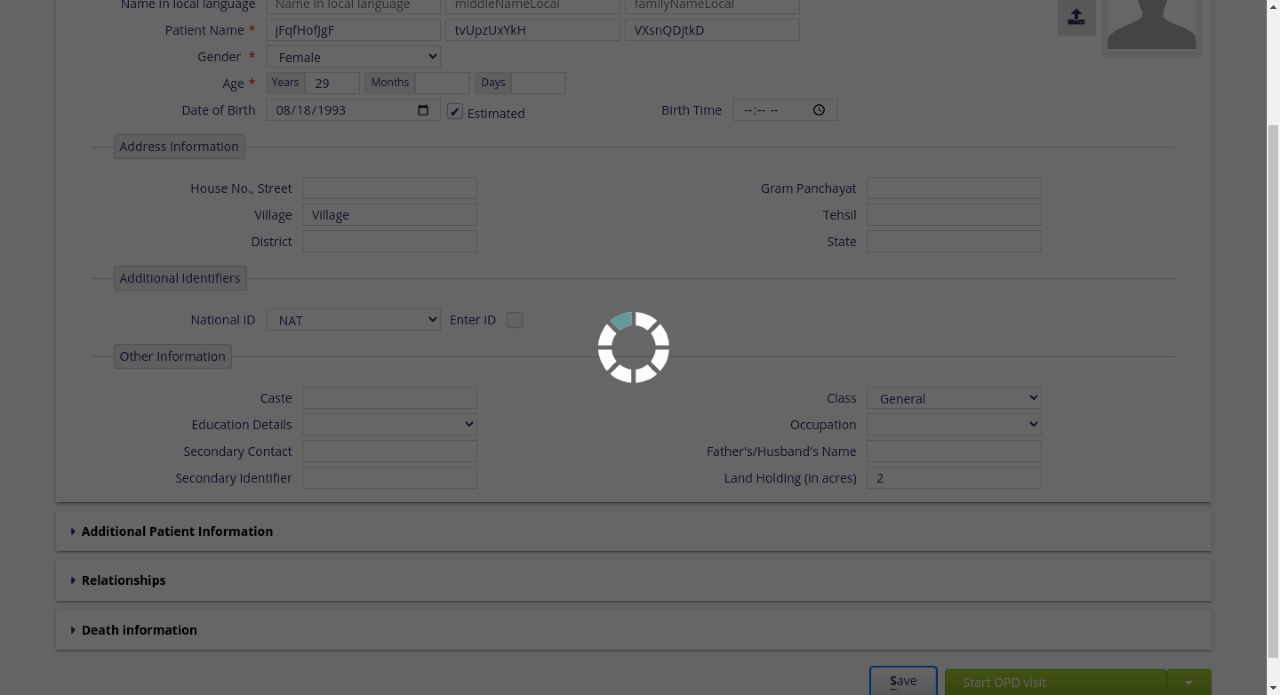 Name in local language Name in local language middleNameLocal familyNameLocal
Patient Name * jFqfHofJgF tvUpzUxYkH VXsnQDJtkD
Gender * Female
Age * Years 29 Months Days
Date of Birth 08/18/1993 Estimated Birth Time --:-- --
Address Information
House No., Street Gram Panchayat
Village Village Tehsil
District State
Additional Identifiers
National ID NAT Enter ID
Other Information
Caste Class General
Education Details Occupation
Secondary Contact Father's/Husband's Name
Secondary Identifier Land Holding (in acres) 2
Additional Patient Information
Relationships
Death information
Save Start OPD visit